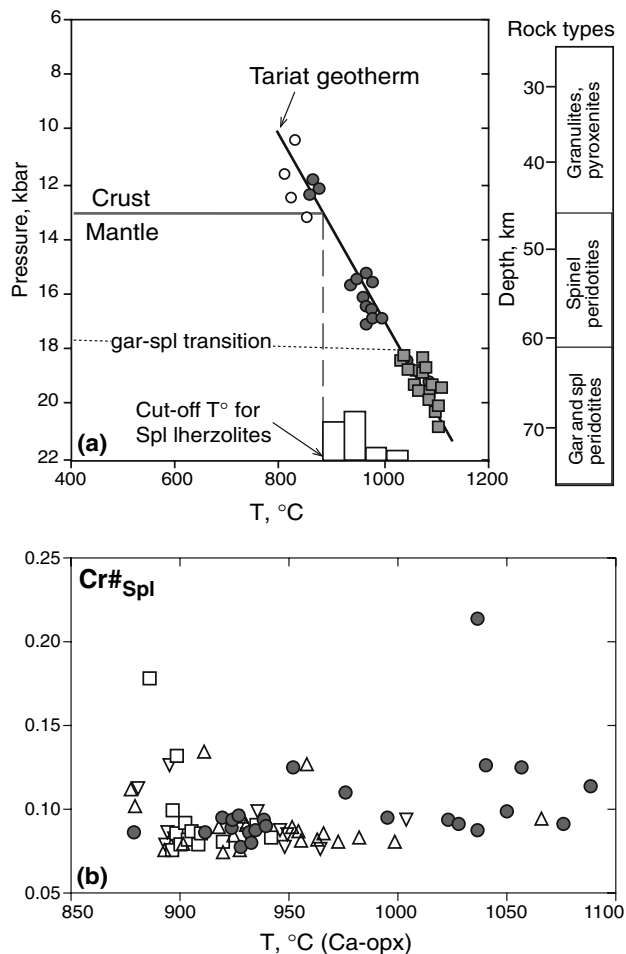 Rock types
6
8
10
12
14
16
18
20
22
Pressure, kbar
Tariat geotherm
Crust
Mantle
gar-spl transition
Cut-off T° for
Spl lherzolites
(a)
400
600
800
1000
1200
T, °C
30
40
50
60
70
Depth, km
Granulites,
pyroxenites
Spinel
peridotites
Gar and spl
peridotites
0.25
0.20
0.15
0.10
0.05
Cr#Spl
(b)
850
900
950
1000
1050
1100
T, °C (Ca-opx)